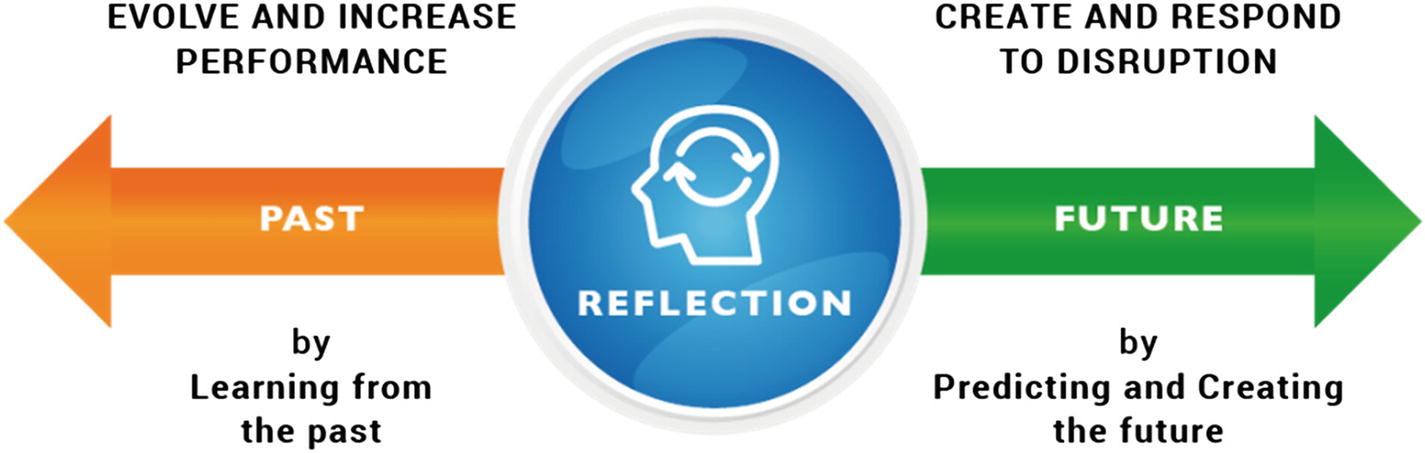 EVOLVE AND INCREASE
PERFORMANCE
PAST
by
Learning from
the past
REFLECTION
CREATE AND RESPOND
TO DISRUPTION
FUTURE
by
Predicting and Creating
the future